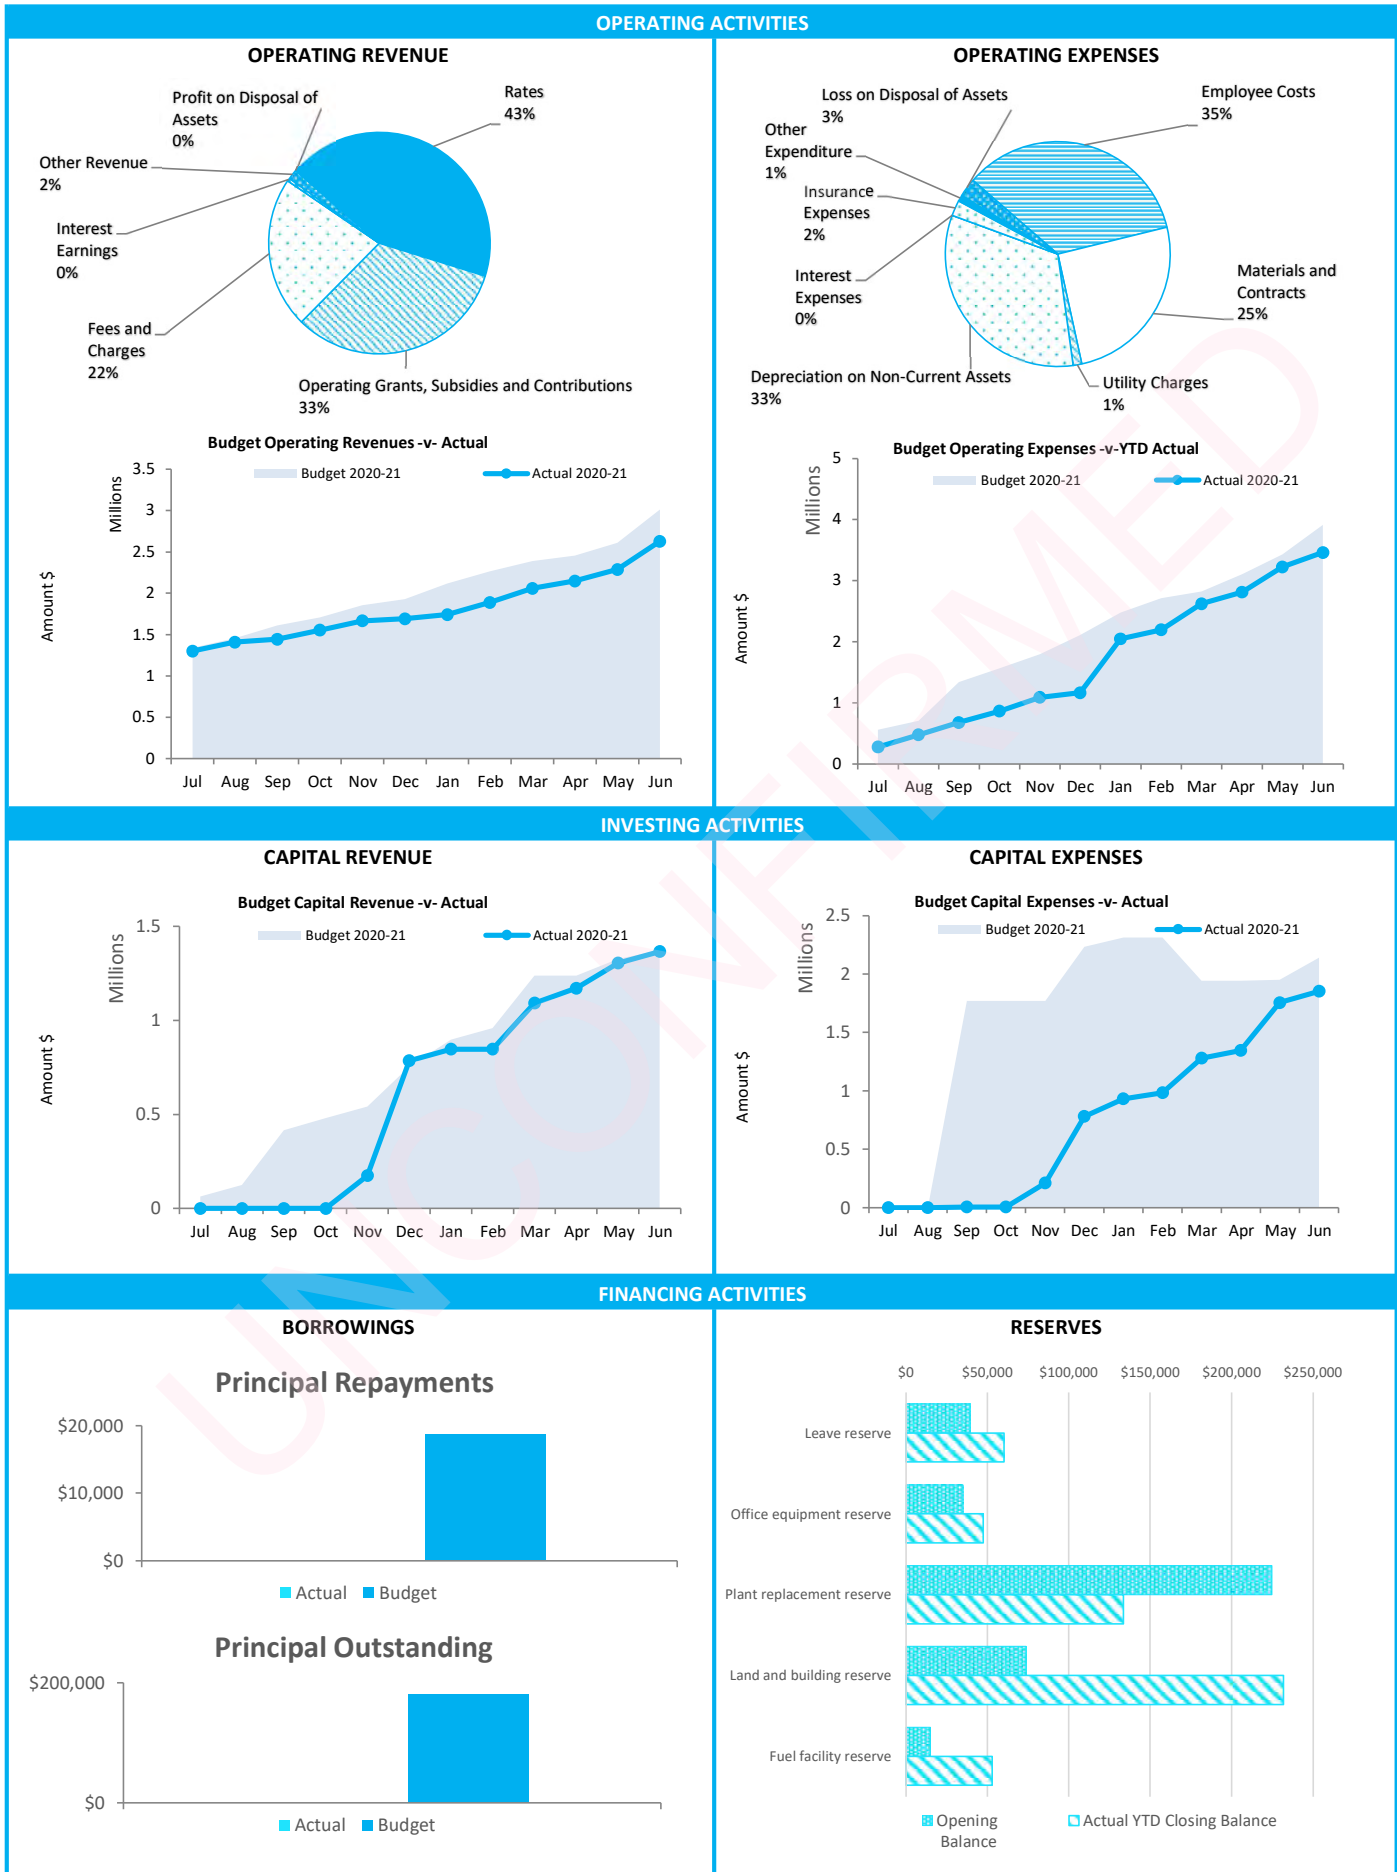 OPERATING ACTIVITIES
OPERATING REVENUE
Profit on Disposal of
Assets
0%
Rates
43%
Other Revenue
2%
Interest
Earnings
0%
Fees and
Charges
22%
Operating Grants, Subsidies and Contributions
33%
OPERATING EXPENSES
Loss on Disposal of Assets
3%
Employee Costs
35%
Other
Expenditure
1%
Insurance
Expenses
2%
Interest
Expenses
0%
Materials and
Contracts
25%
Depreciation on Non-Current Assets
33%
Utility Charges
1%
Budget Operating Revenues -v- Actual
Budget 2020-21
Actual 2020-21
Millions
Amount $
3.5
3
2.5
2
1.5
1
0.5
0
Jul Aug Sep Oct Nov Dec Jan Feb Mar Apr May Jun
Budget Operating Expenses -v-YTD Actual
Budget 2020-21
Actual 2020-21
Millions
Amount $
5
4
3
2
1
0
Jul Aug Sep Oct Nov Dec Jan Feb Mar Apr May Jun
INVESTING ACTIVITIES
CAPITAL REVENUE
Budget Capital Revenue -v- Actual
Budget 2020-21
Actual 2020-21
Millions
Amount $
1.5
1
0.5
0
Jul Aug Sep Oct Nov Dec Jan Feb Mar Apr May Jun
CAPITAL EXPENSES
Budget Capital Expenses -v- Actual
Budget 2020-21
Actual 2020-21
Millions
Amount $
2.5
2
1.5
1
0.5
0
Jul Aug Sep Oct Nov Dec Jan Feb Mar Apr May Jun
FINANCING ACTIVITIES
BORROWINGS
Principal Repayments
$20,000
$10,000
$0
Actual Budget
Principal Outstanding
$200,000
$0
Actual Budget
RESERVES
$0 $50,000 $100,000 $150,000 $200,000 $250,000
Leave reserve
Office equipment reserve
Plant replacement reserve
Land and building reserve
Fuel facility reserve
Opening
Balance
Actual YTD Closing Balance
UNCONFIRMED